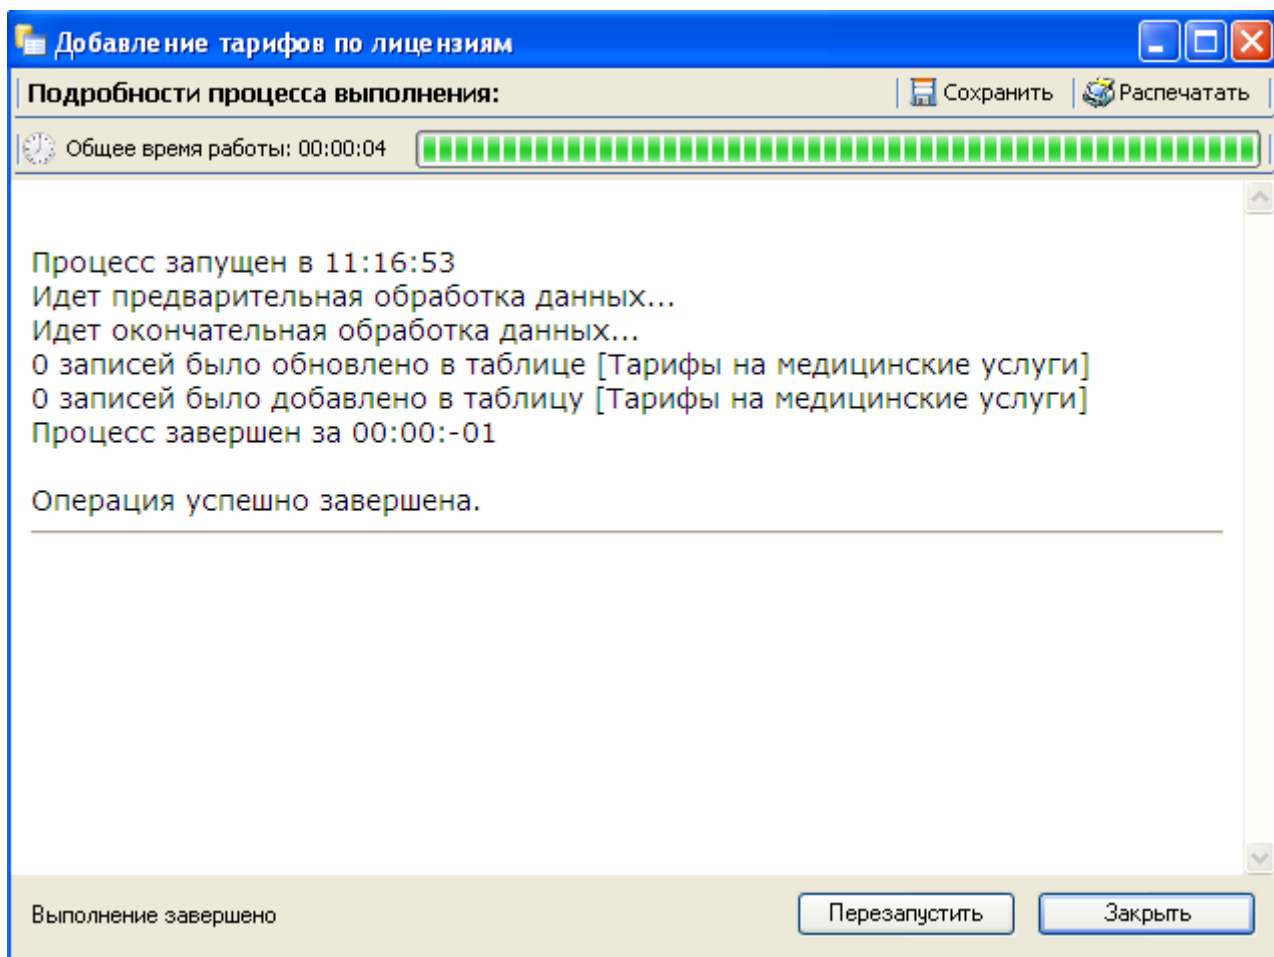 Добавление тарифов по лицензиям
Подробности процесса выполнения:
Сохранить
Распечатать
Общее время работы: 00:00:04
Процесс запущен в 11:16:53
Идет предварительная обработка данных...
Идет окончательная обработка данных...
0 записей было обновлено в таблице [Тарифы на медицинские услуги]
0 записей было добавлено в таблицу [Тарифы на медицинские услуги]
Процесс завершен за 00:00:-01
Операция успешно завершена.
Выполнение завершено
Перезапустить
Закрыть